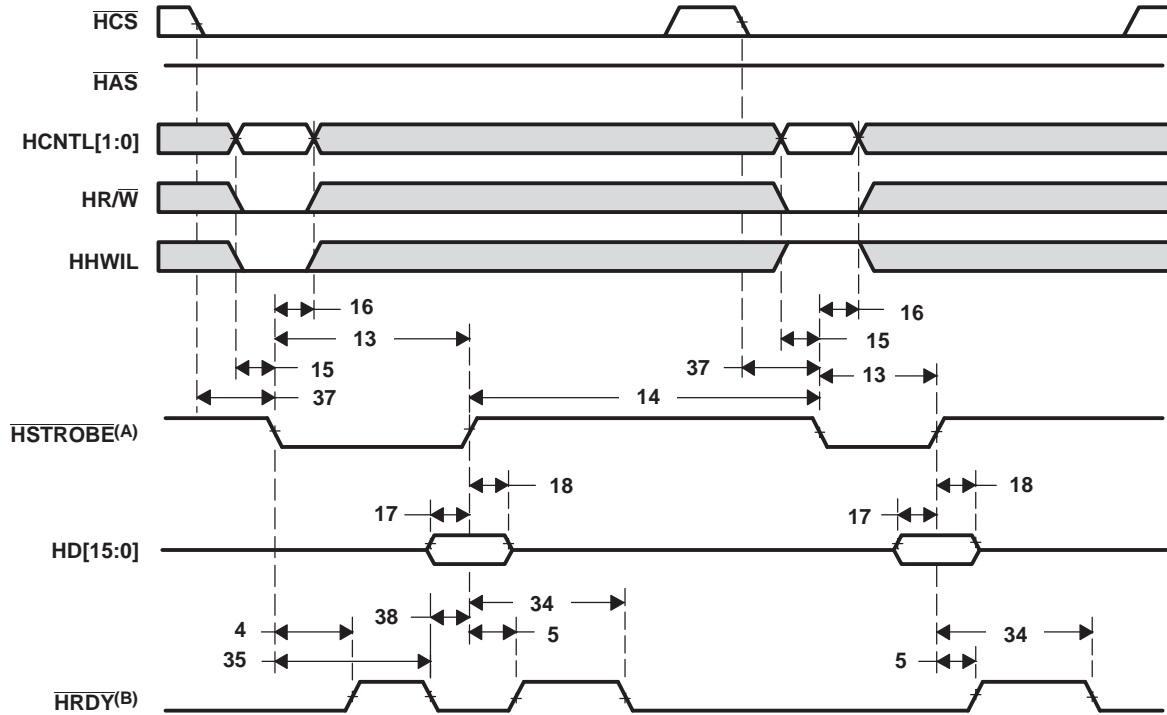 HCS
HAS
HCNTL[1:0]
HR/W
HHWIL
16
16
13
15
15
37
13
37
14
HSTROBE(A)
18
18
17
17
HD[15:0]
34
38
4
5
34
35
5
HRDY(B)